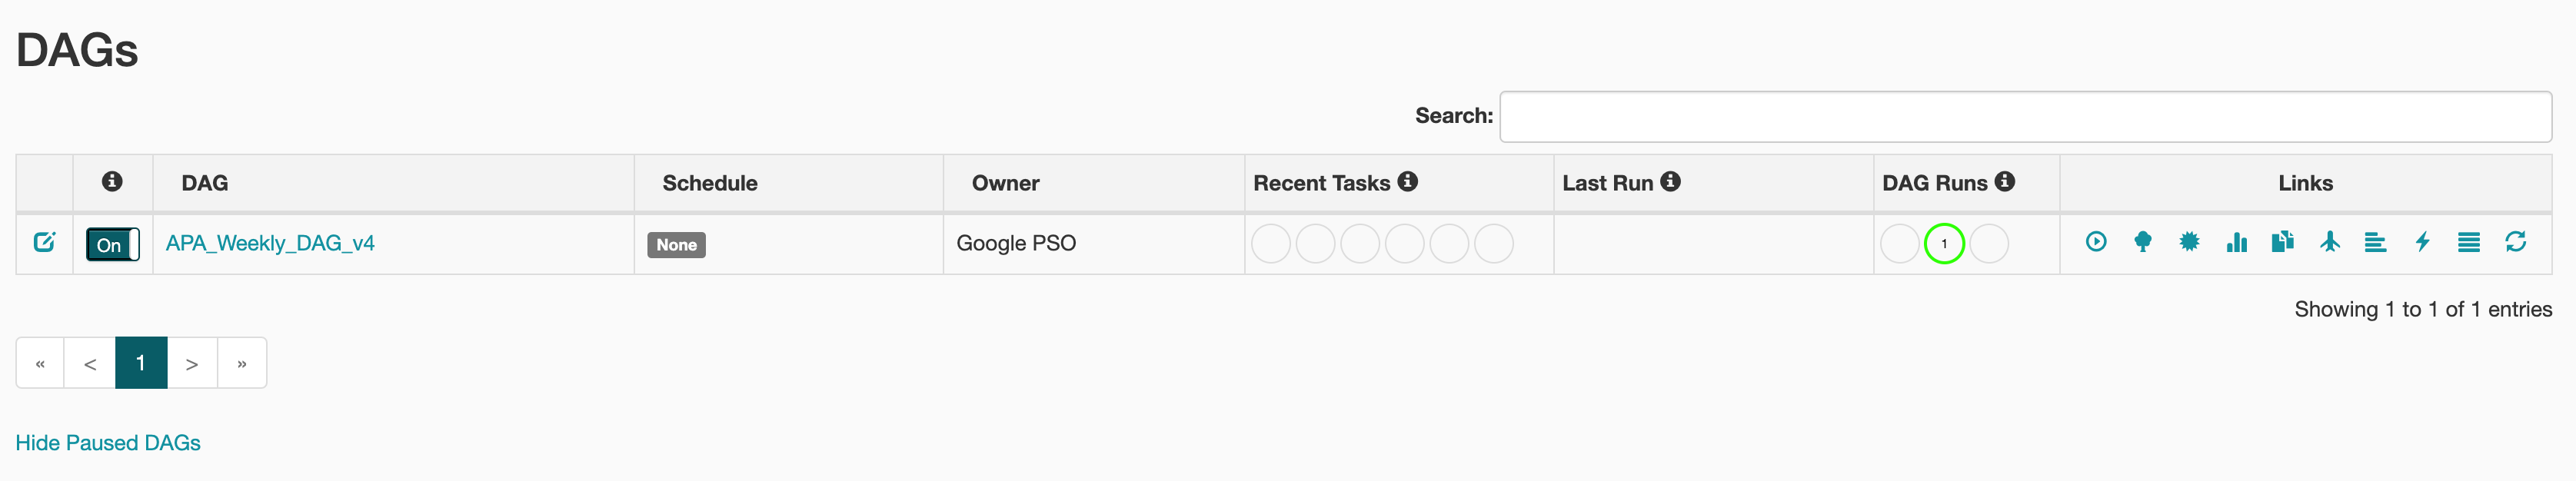 DAGs
Search:
DAG Schedule Owner Recent Tasks Last Run DAG Runs Links
On APA_Weekly_DAG_v4 None Google PSO 1
Showing 1 to 1 of 1 entries
« < 1 > »
Hide Paused DAGs